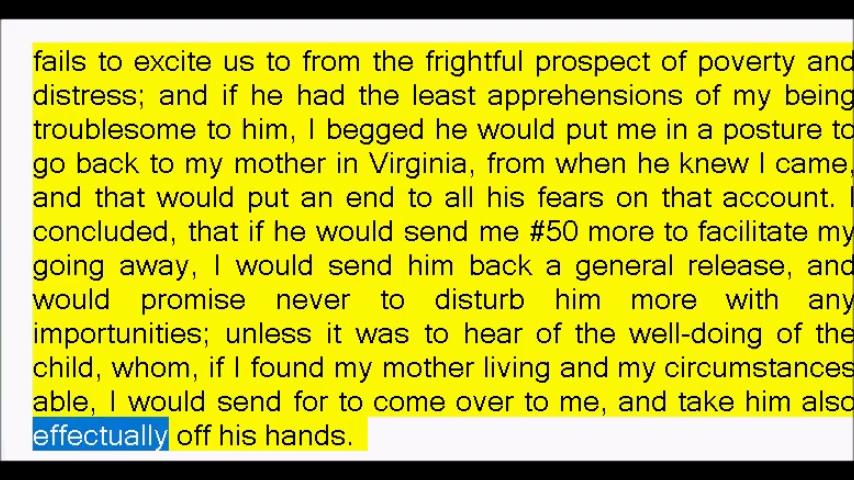 fails to excite us to from the frightful prospect of poverty and
distress; and if he had the least apprehensions of my being
troublesome to him, I begged he would put me in a posture to
go back to my mother in Virginia, from when he knew I came,
and that would put an end to all his fears on that account. I
concluded, that if he would send me #50 more to facilitate my
going away, I would send him back a general release, and
would promise never to disturb him more with any
importunities; unless it was to hear of the well-doing of the
child, whom, if I found my mother living and my circumstances
able, I would send for to come over to me, and take him also
effectually off his hands.